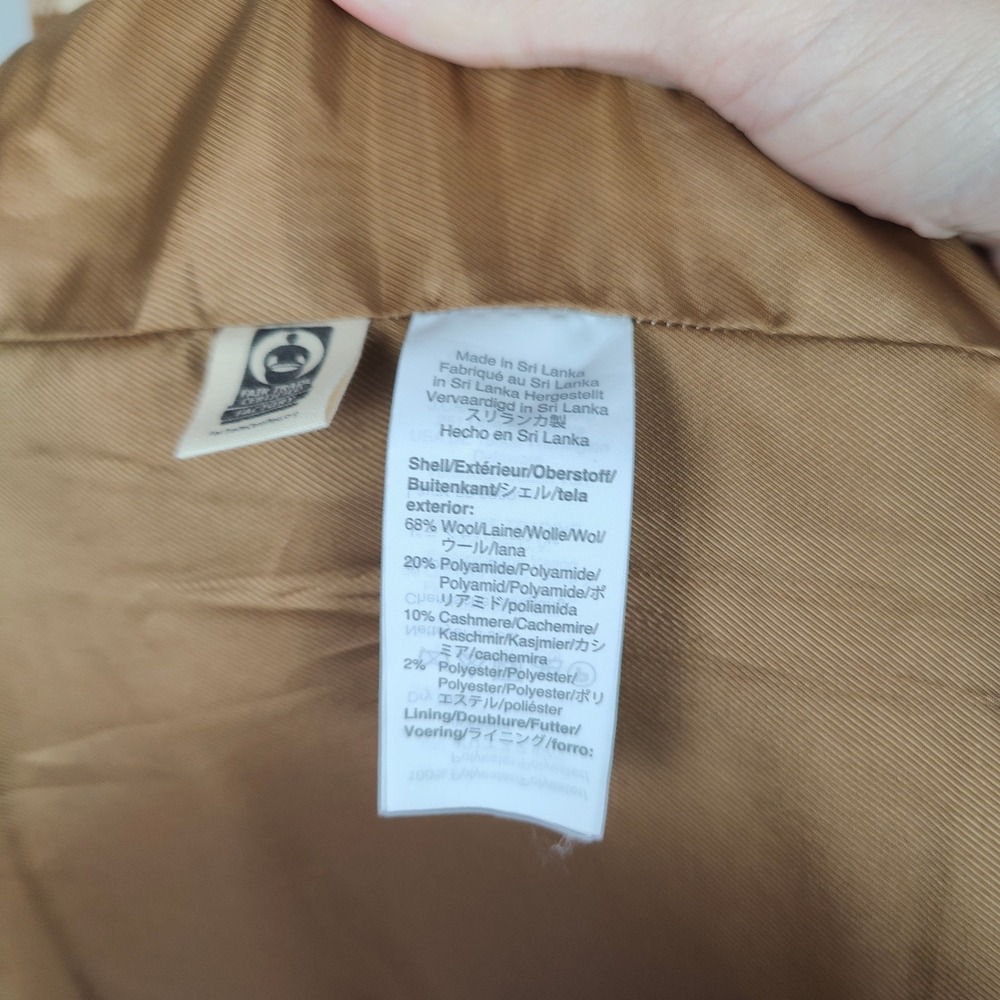 FAIR TRADE
CERTIFIED
FACTORY
Made in Sri Lanka
Fabriqué au Sri Lanka
in Sri Lanka Hergestellt
Vervaardigd in Sri Lanka
スリランカ製
Hecho en Sri Lanka
Shell/Extérieur/Oberstoff/
Buitenkant/シェル/tela
exterior:
68% Wool/Laine/Wolle/Wol/
ウール/lana
20% Polyamide/Polyamide/
Polyamid/Polyamide/ポ
リアミド/poliamida
10% Cashmere/Cachemire/
Kaschmir/Kasjmier/カシ
ミア/cachemira
2% Polyester/Polyester/
Polyester/Polyester/ポリ
エステル/poliéster
Lining/Doublure/Futter/
Voering/ライニング/forro: